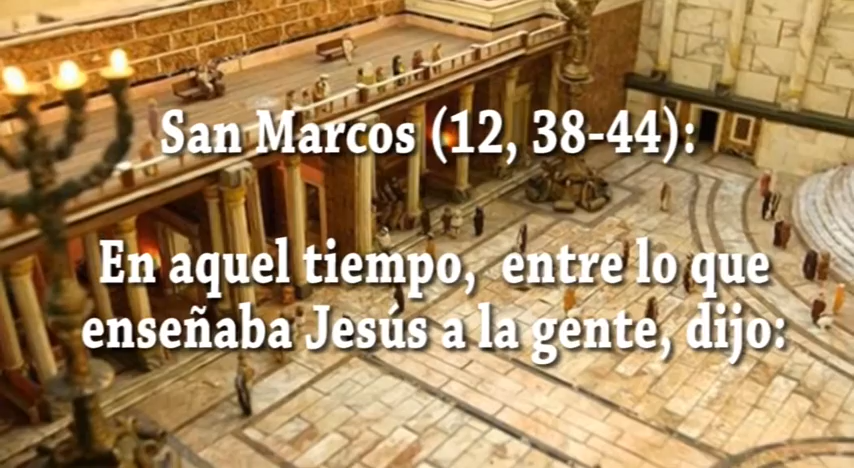 San Marcos (12, 38-44):
En aquel tiempo, entre lo que
enseñaba Jesús a la gente, dijo: